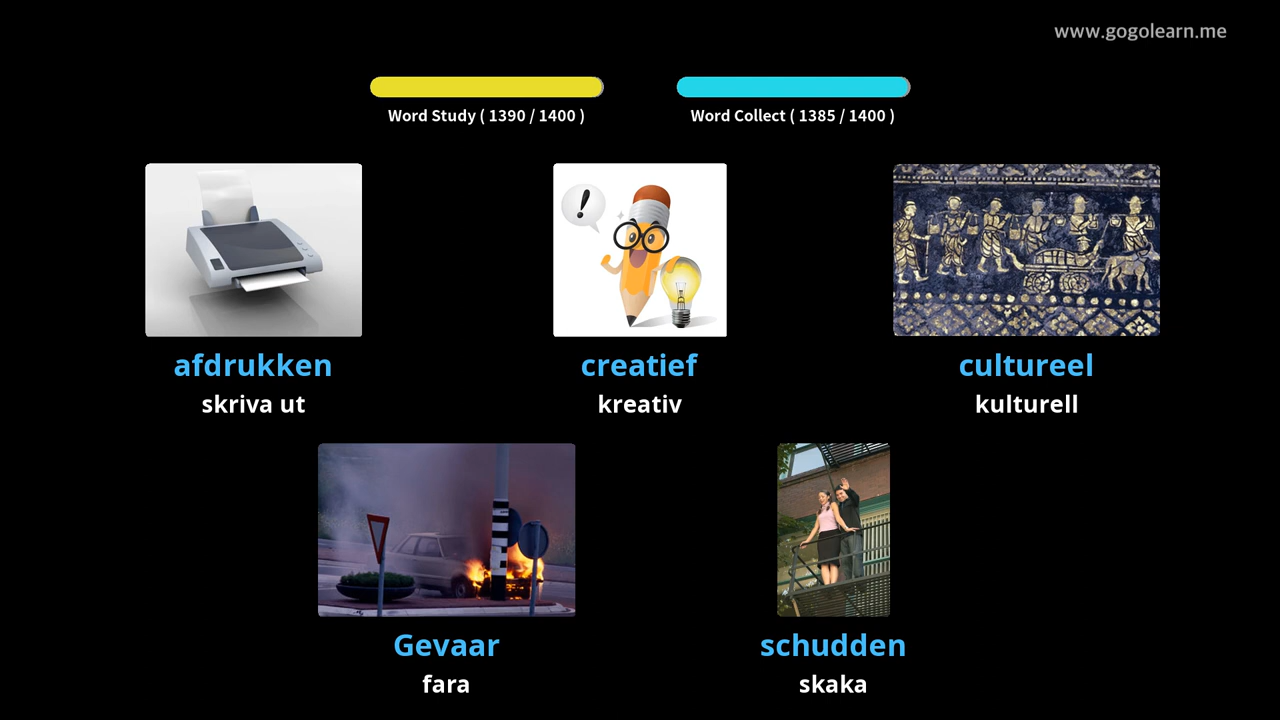 www.gogolearn.me
Word Study ( 1390 / 1400 )
Word Collect ( 1385 / 1400 )
afdrukken
skriva ut
creatief
kreativ
cultureel
kulturell
Gevaar
fara
schudden
skaka